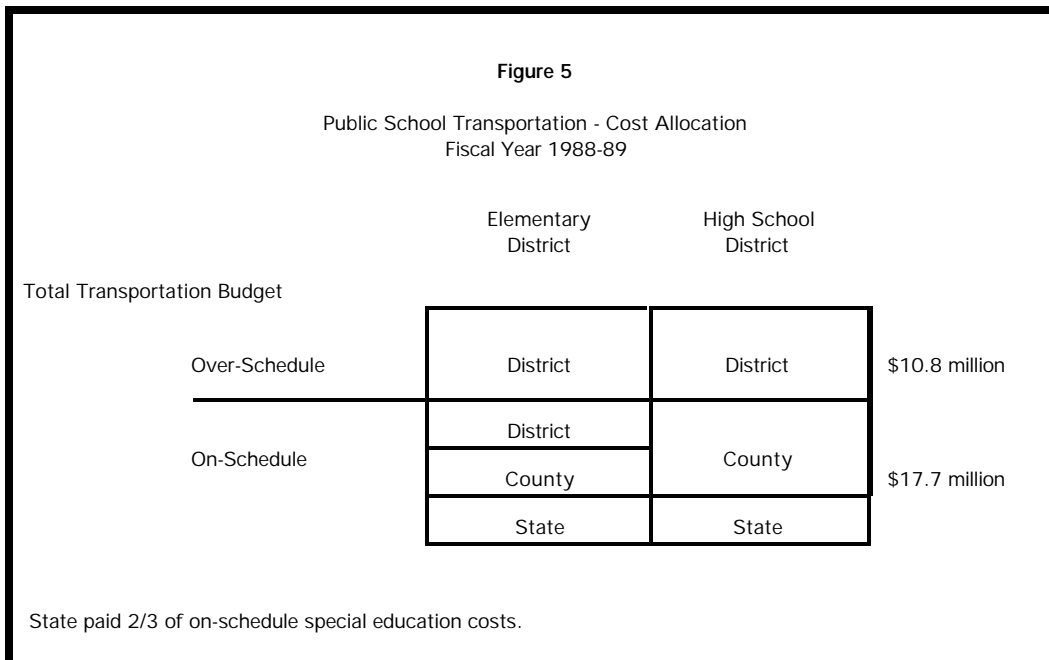 Figure 5
Public School Transportation - Cost Allocation
Fiscal Year 1988-89
Elementary High School
District District
Total Transportation Budget
Over-Schedule District District $10.8 million
District
On-Schedule County
County $17.7 million
State State
State paid 2/3 of on-schedule special education costs.